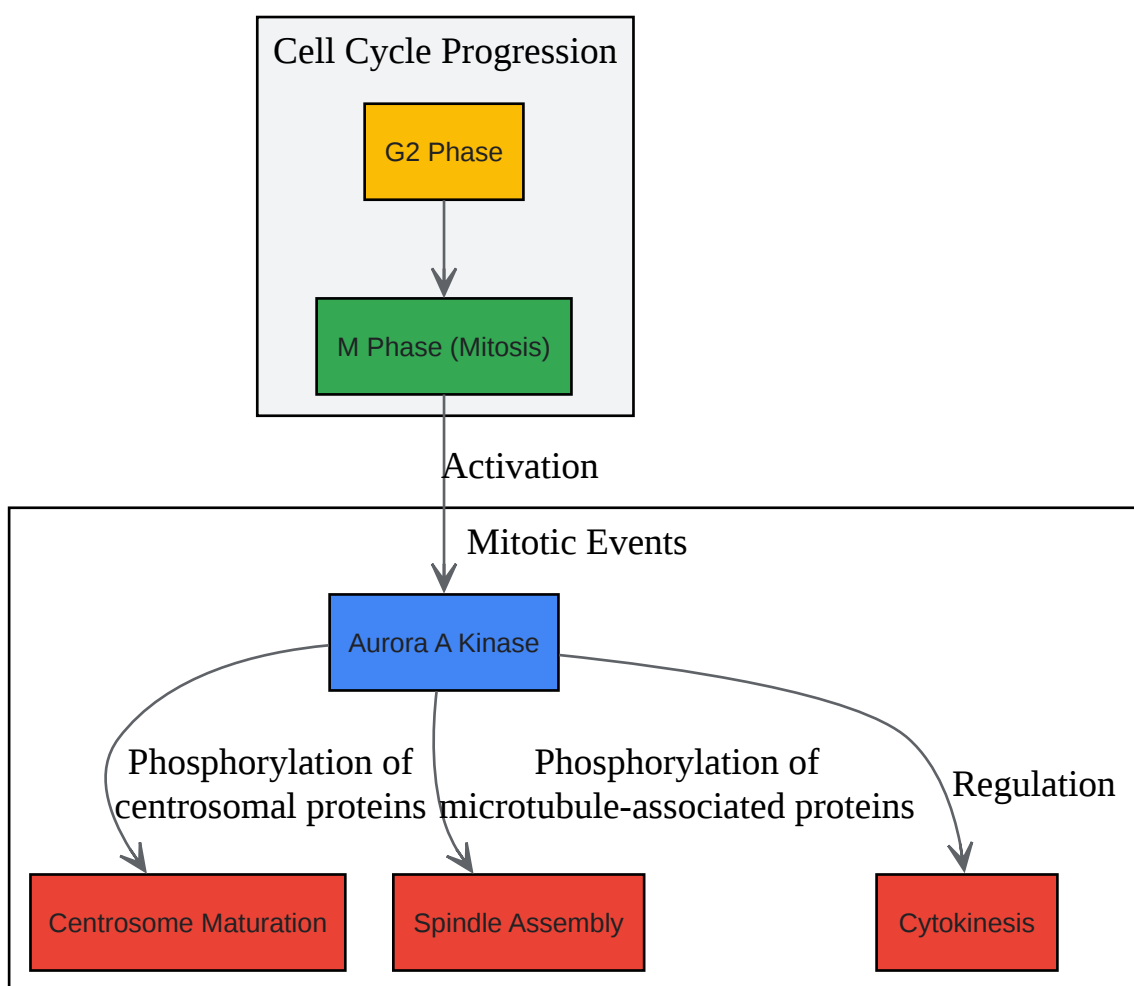 Cell Cycle Progression
G2 Phase
M Phase (Mitosis)
Activation
Mitotic Events
Aurora A Kinase
Phosphorylation of
centrosomal proteins
Phosphorylation of
microtubule-associated proteins
Regulation
Centrosome Maturation
Spindle Assembly
Cytokinesis